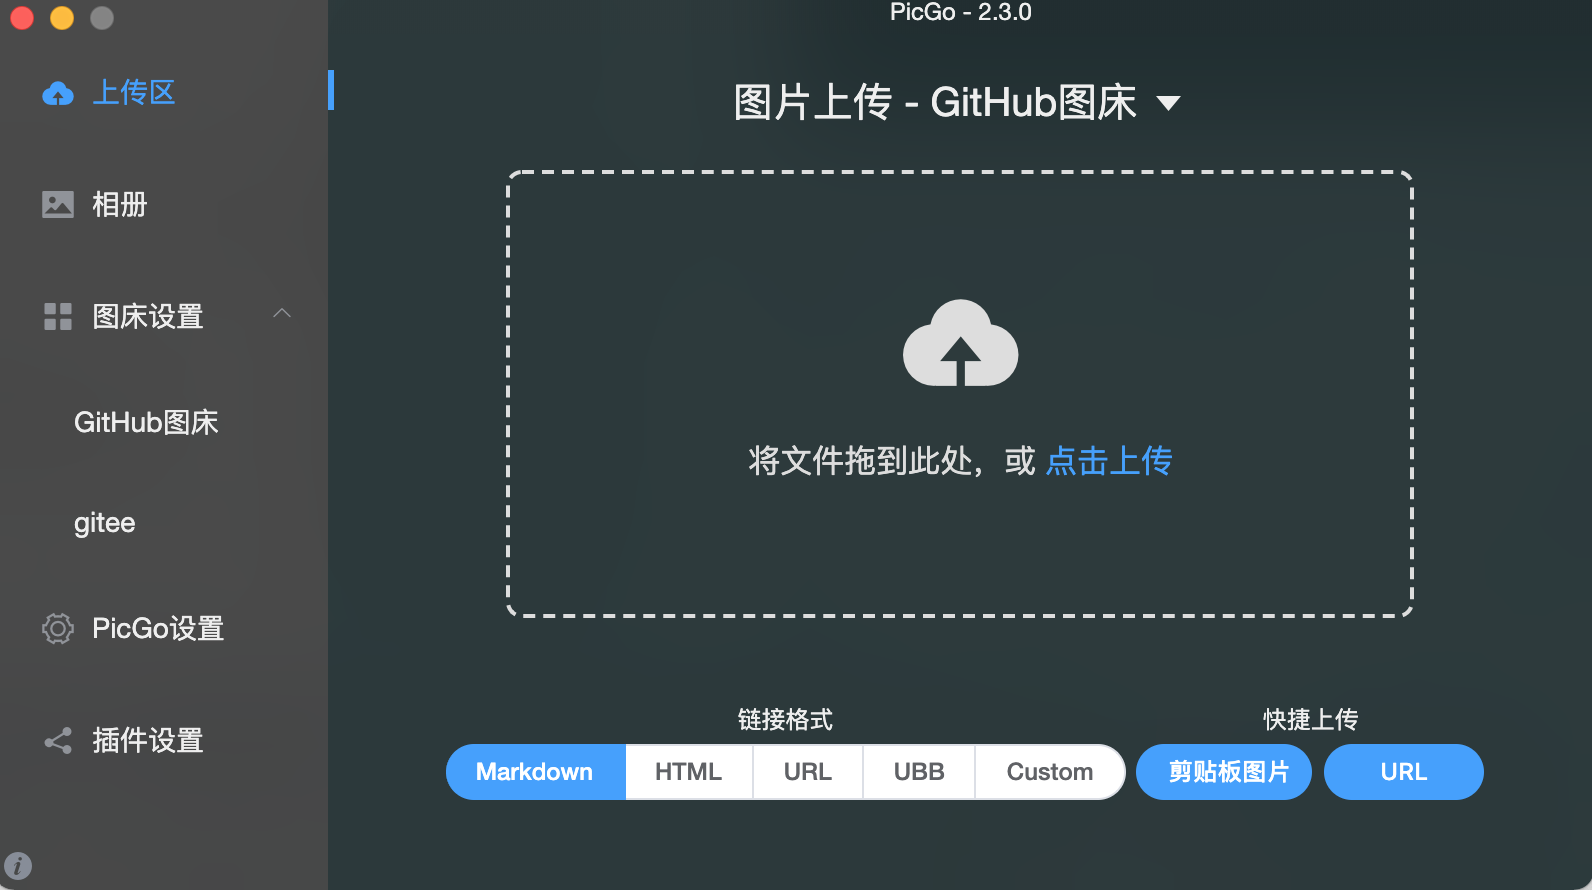 PicGo - 2.3.0
上传区
相册
图床设置
GitHub图床
gitee
PicGo设置
插件设置
图片上传 - GitHub图床
将文件拖到此处，或 点击上传
链接格式
Markdown HTML URL UBB Custom
快捷上传
剪贴板图片 URL
i